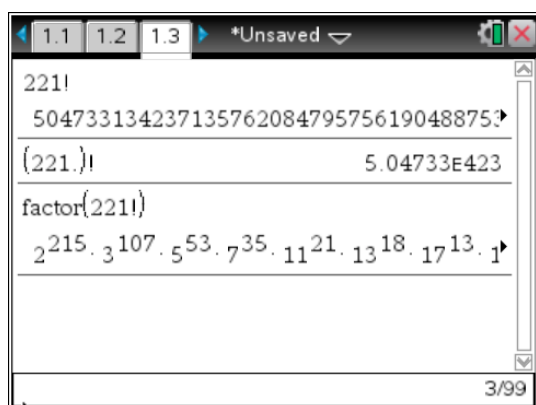 1.1 1.2 1.3 *Unsaved
221!
504733134237135762084795756190488753
(221.)! 5.04733E423
factor(221!)
2^215 · 3^107 · 5^53 · 7^35 · 11^21 · 13^18 · 17^13 · 1
3/99